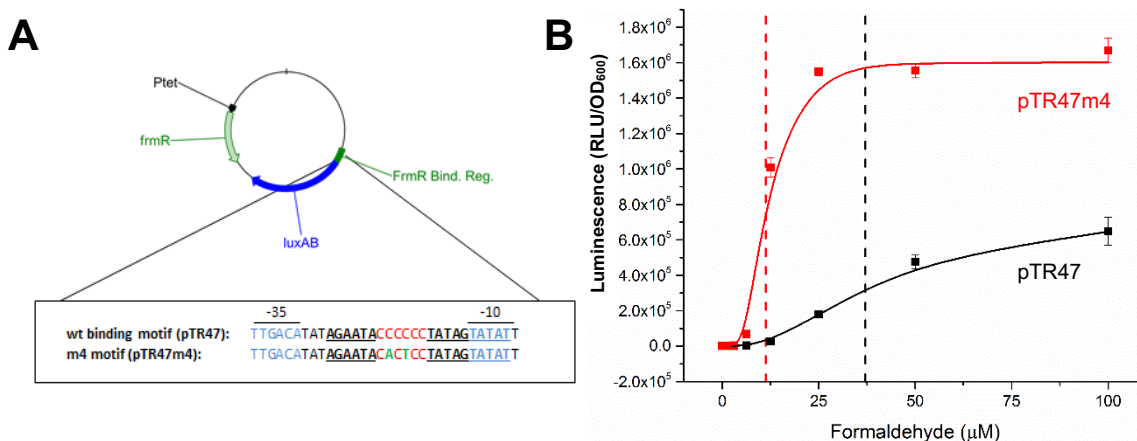 A
Ptet
frmR
FrmR Bind. Reg.
luxAB
-35 -10
wt binding motif (pTR47): TTGACATATAGAATACCCCCCTATAGTATATT
m4 motif (pTR47m4): TTGACATATAGAATACACTCCTATAGTATATT
B
Luminescence (RLU/OD₆₀₀)
1.8x10⁶
1.6x10⁶
1.4x10⁶
1.2x10⁶
1.0x10⁶
8.0x10⁵
6.0x10⁵
4.0x10⁵
2.0x10⁵
0.0
-2.0x10⁵
pTR47m4
pTR47
0 25 50 75 100
Formaldehyde (μM)